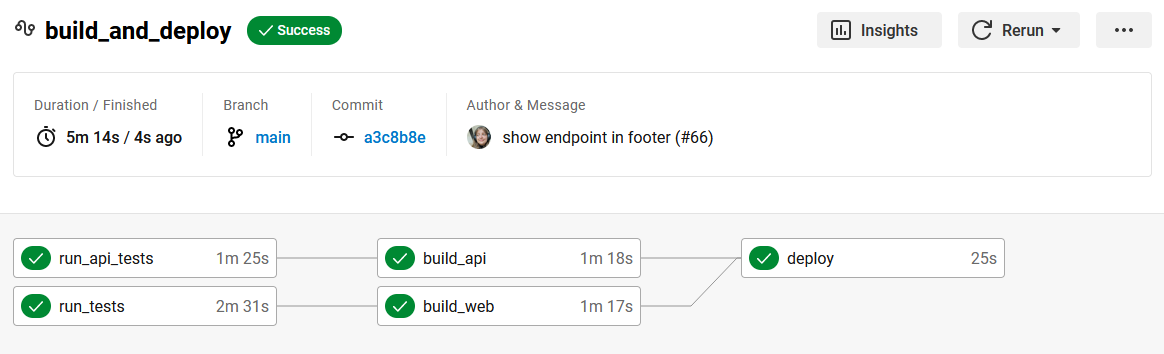 build_and_deploy Success Insights Rerun
Duration / Finished Branch Commit Author & Message
5m 14s / 4s ago main a3c8b8e show endpoint in footer (#66)
run_api_tests 1m 25s build_api 1m 18s deploy 25s
run_tests 2m 31s build_web 1m 17s